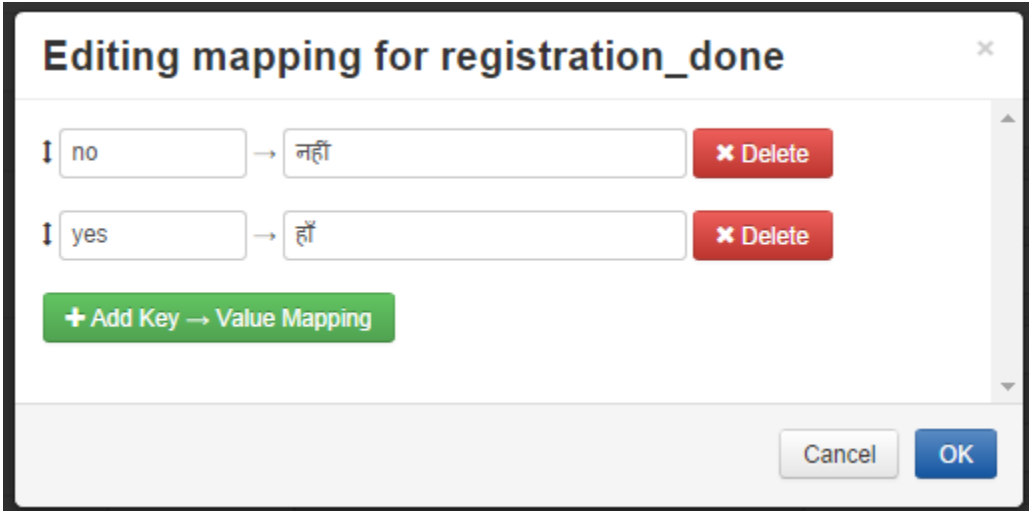 Editing mapping for registration_done ×
no → नहीं ✖ Delete
yes → हाँ ✖ Delete
+ Add Key → Value Mapping
Cancel OK